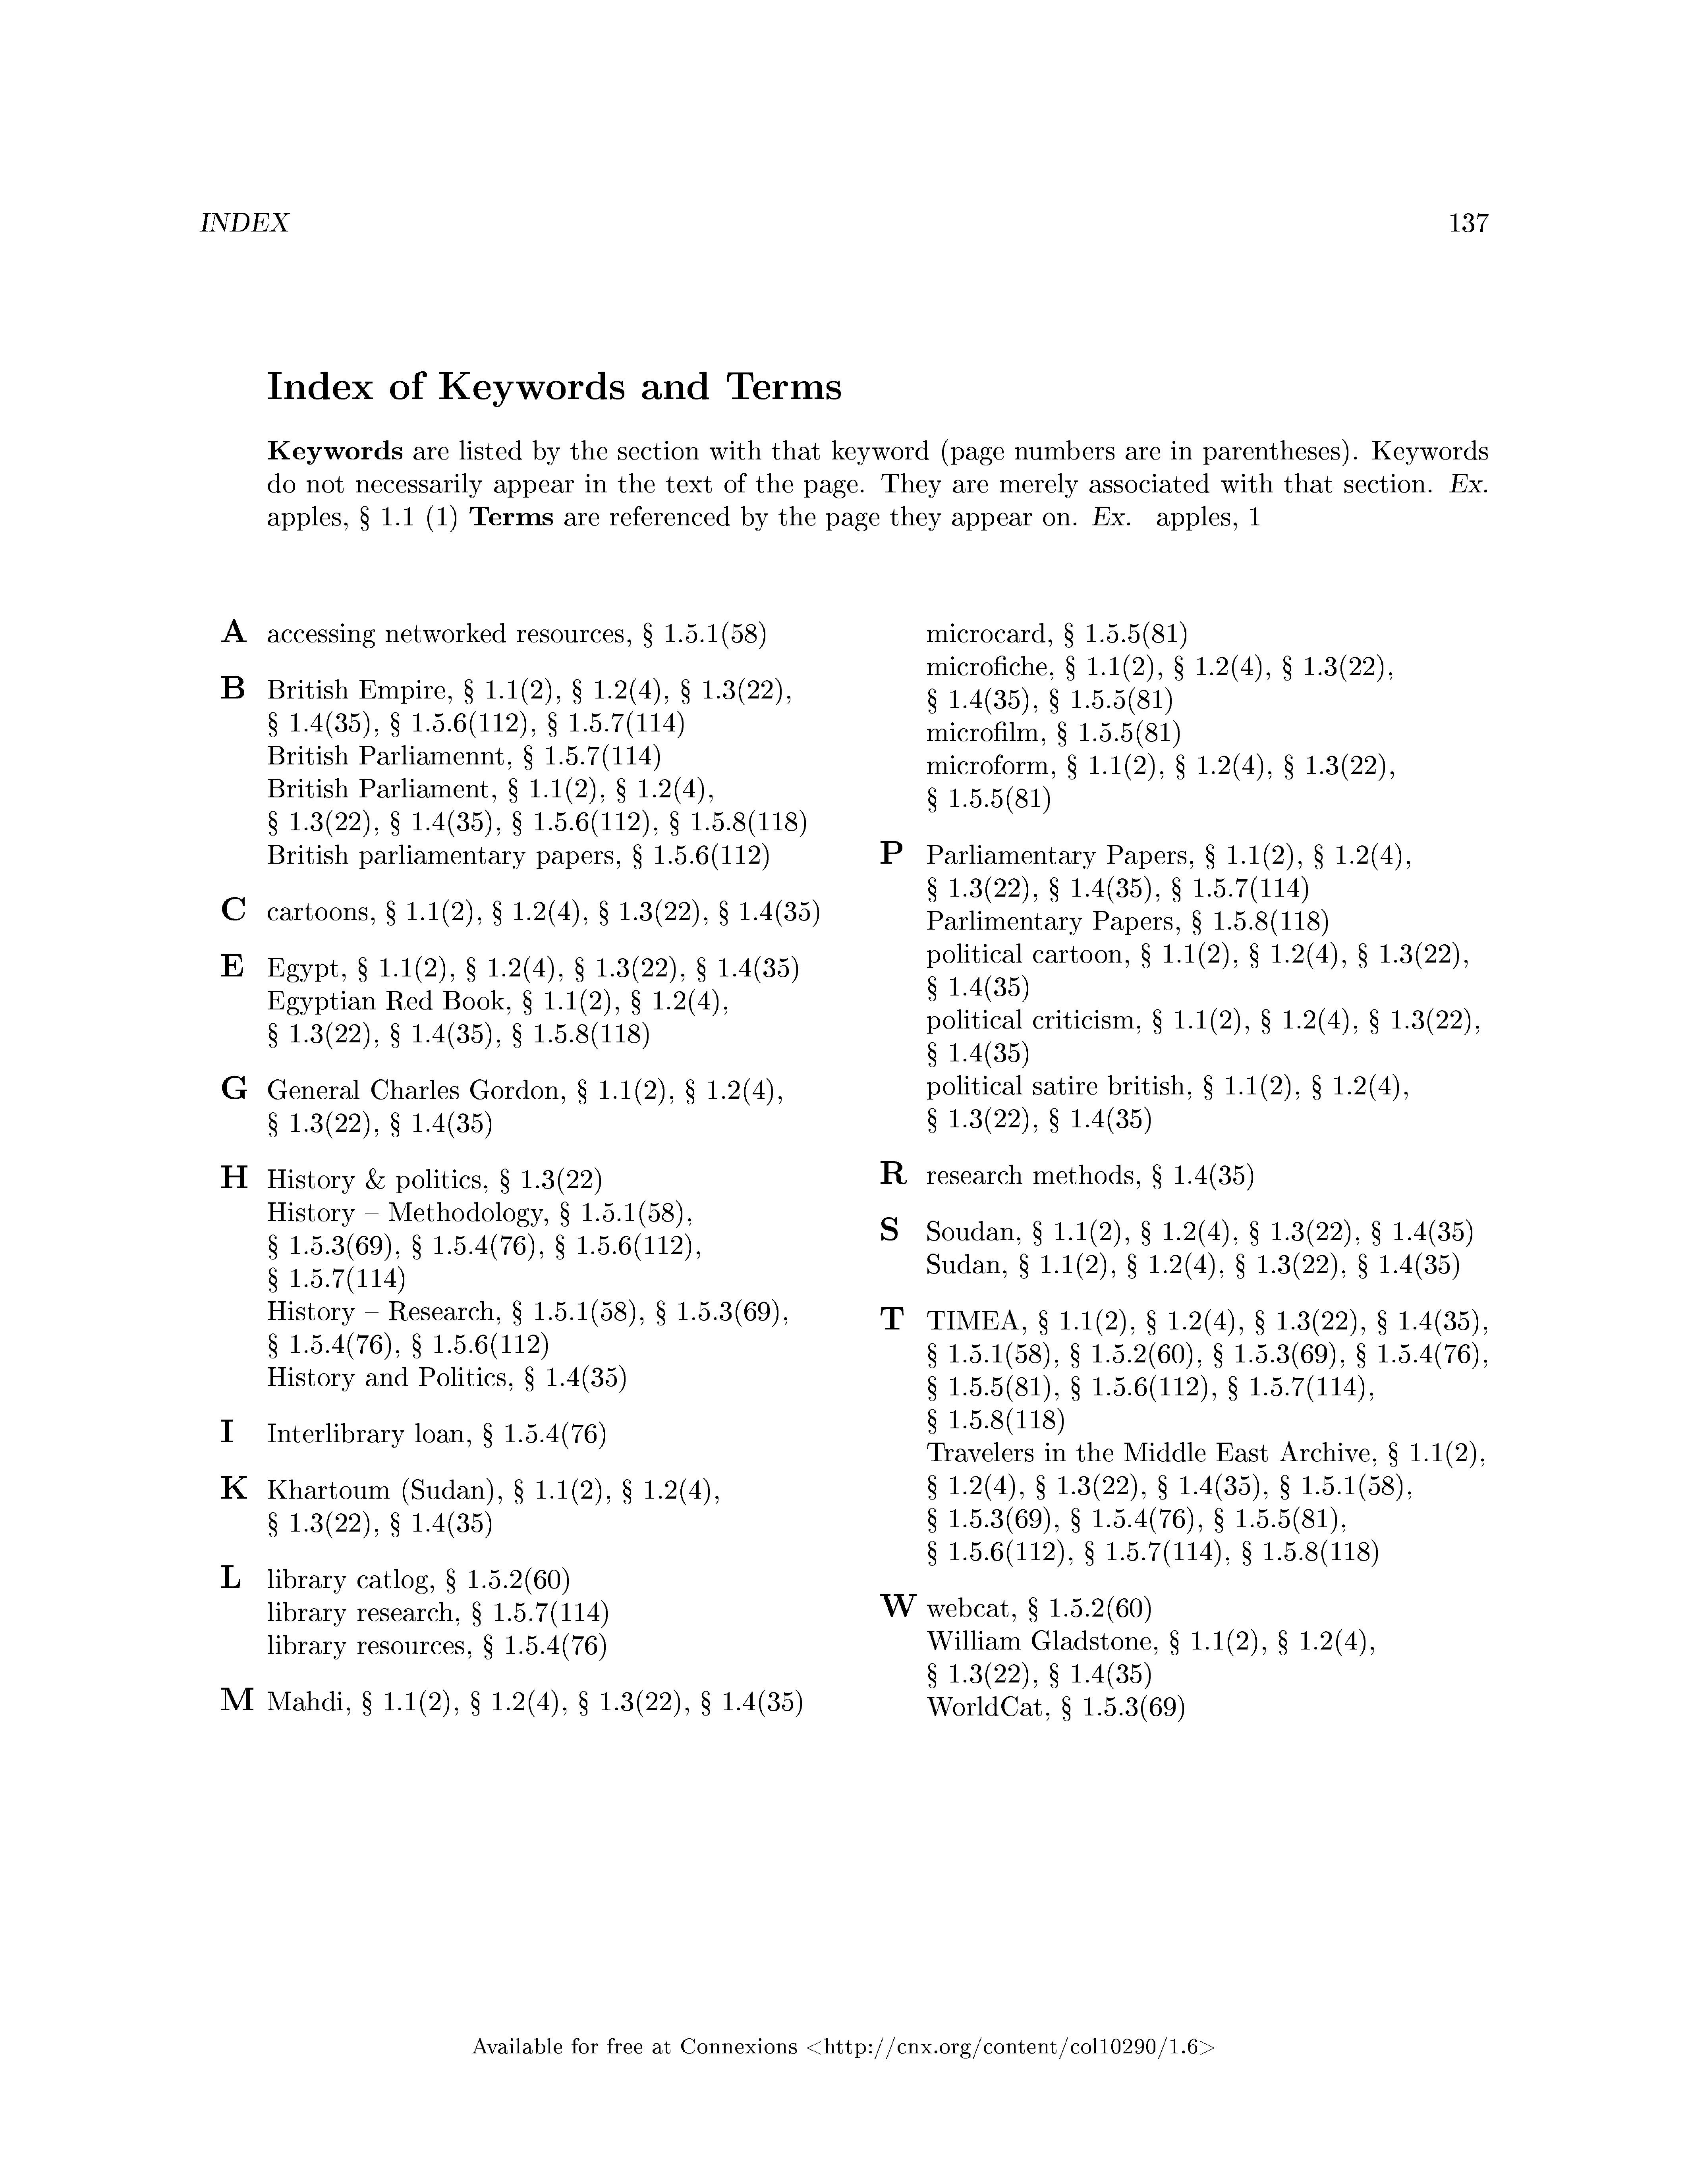 INDEX 137
Index of Keywords and Terms
Keywords are listed by the section with that keyword (page numbers are in parentheses). Keywords
do not necessarily appear in the text of the page. They are merely associated with that section. Ex.
apples, § 1.1 (1) Terms are referenced by the page they appear on. Ex. apples, 1
A accessing networked resources, § 1.5.1(58)
B British Empire, § 1.1(2), § 1.2(4), § 1.3(22),
§ 1.4(35), § 1.5.6(112), § 1.5.7(114)
British Parliamennt, § 1.5.7(114)
British Parliament, § 1.1(2), § 1.2(4),
§ 1.3(22), § 1.4(35), § 1.5.6(112), § 1.5.8(118)
British parliamentary papers, § 1.5.6(112)
C cartoons, § 1.1(2), § 1.2(4), § 1.3(22), § 1.4(35)
E Egypt, § 1.1(2), § 1.2(4), § 1.3(22), § 1.4(35)
Egyptian Red Book, § 1.1(2), § 1.2(4),
§ 1.3(22), § 1.4(35), § 1.5.8(118)
G General Charles Gordon, § 1.1(2), § 1.2(4),
§ 1.3(22), § 1.4(35)
H History & politics, § 1.3(22)
History – Methodology, § 1.5.1(58),
§ 1.5.3(69), § 1.5.4(76), § 1.5.6(112),
§ 1.5.7(114)
History – Research, § 1.5.1(58), § 1.5.3(69),
§ 1.5.4(76), § 1.5.6(112)
History and Politics, § 1.4(35)
I Interlibrary loan, § 1.5.4(76)
K Khartoum (Sudan), § 1.1(2), § 1.2(4),
§ 1.3(22), § 1.4(35)
L library catlog, § 1.5.2(60)
library research, § 1.5.7(114)
library resources, § 1.5.4(76)
M Mahdi, § 1.1(2), § 1.2(4), § 1.3(22), § 1.4(35)
microcard, § 1.5.5(81)
microfiche, § 1.1(2), § 1.2(4), § 1.3(22),
§ 1.4(35), § 1.5.5(81)
microfilm, § 1.5.5(81)
microform, § 1.1(2), § 1.2(4), § 1.3(22),
§ 1.5.5(81)
P Parliamentary Papers, § 1.1(2), § 1.2(4),
§ 1.3(22), § 1.4(35), § 1.5.7(114)
Parlimentary Papers, § 1.5.8(118)
political cartoon, § 1.1(2), § 1.2(4), § 1.3(22),
§ 1.4(35)
political criticism, § 1.1(2), § 1.2(4), § 1.3(22),
§ 1.4(35)
political satire british, § 1.1(2), § 1.2(4),
§ 1.3(22), § 1.4(35)
R research methods, § 1.4(35)
S Soudan, § 1.1(2), § 1.2(4), § 1.3(22), § 1.4(35)
Sudan, § 1.1(2), § 1.2(4), § 1.3(22), § 1.4(35)
T TIMEA, § 1.1(2), § 1.2(4), § 1.3(22), § 1.4(35),
§ 1.5.1(58), § 1.5.2(60), § 1.5.3(69), § 1.5.4(76),
§ 1.5.5(81), § 1.5.6(112), § 1.5.7(114),
§ 1.5.8(118)
Travelers in the Middle East Archive, § 1.1(2),
§ 1.2(4), § 1.3(22), § 1.4(35), § 1.5.1(58),
§ 1.5.3(69), § 1.5.4(76), § 1.5.5(81),
§ 1.5.6(112), § 1.5.7(114), § 1.5.8(118)
W webcat, § 1.5.2(60)
William Gladstone, § 1.1(2), § 1.2(4),
§ 1.3(22), § 1.4(35)
WorldCat, § 1.5.3(69)
Available for free at Connexions <http://cnx.org/content/col10290/1.6>